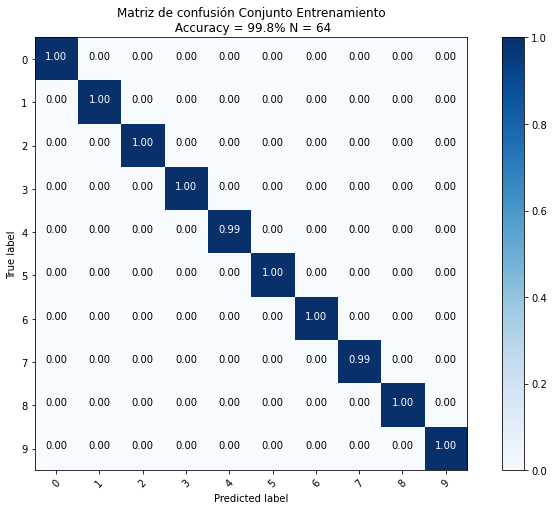 Matriz de confusión Conjunto Entrenamiento
Accuracy = 99.8% N = 64
True label
0 1.00 0.00 0.00 0.00 0.00 0.00 0.00 0.00 0.00 0.00
1 0.00 1.00 0.00 0.00 0.00 0.00 0.00 0.00 0.00 0.00
2 0.00 0.00 1.00 0.00 0.00 0.00 0.00 0.00 0.00 0.00
3 0.00 0.00 0.00 1.00 0.00 0.00 0.00 0.00 0.00 0.00
4 0.00 0.00 0.00 0.00 0.99 0.00 0.00 0.00 0.00 0.00
5 0.00 0.00 0.00 0.00 0.00 1.00 0.00 0.00 0.00 0.00
6 0.00 0.00 0.00 0.00 0.00 0.00 1.00 0.00 0.00 0.00
7 0.00 0.00 0.00 0.00 0.00 0.00 0.00 0.99 0.00 0.00
8 0.00 0.00 0.00 0.00 0.00 0.00 0.00 0.00 1.00 0.00
9 0.00 0.00 0.00 0.00 0.00 0.00 0.00 0.00 0.00 1.00
0 1 2 3 4 5 6 7 8 9
Predicted label
1.0
0.8
0.6
0.4
0.2
0.0